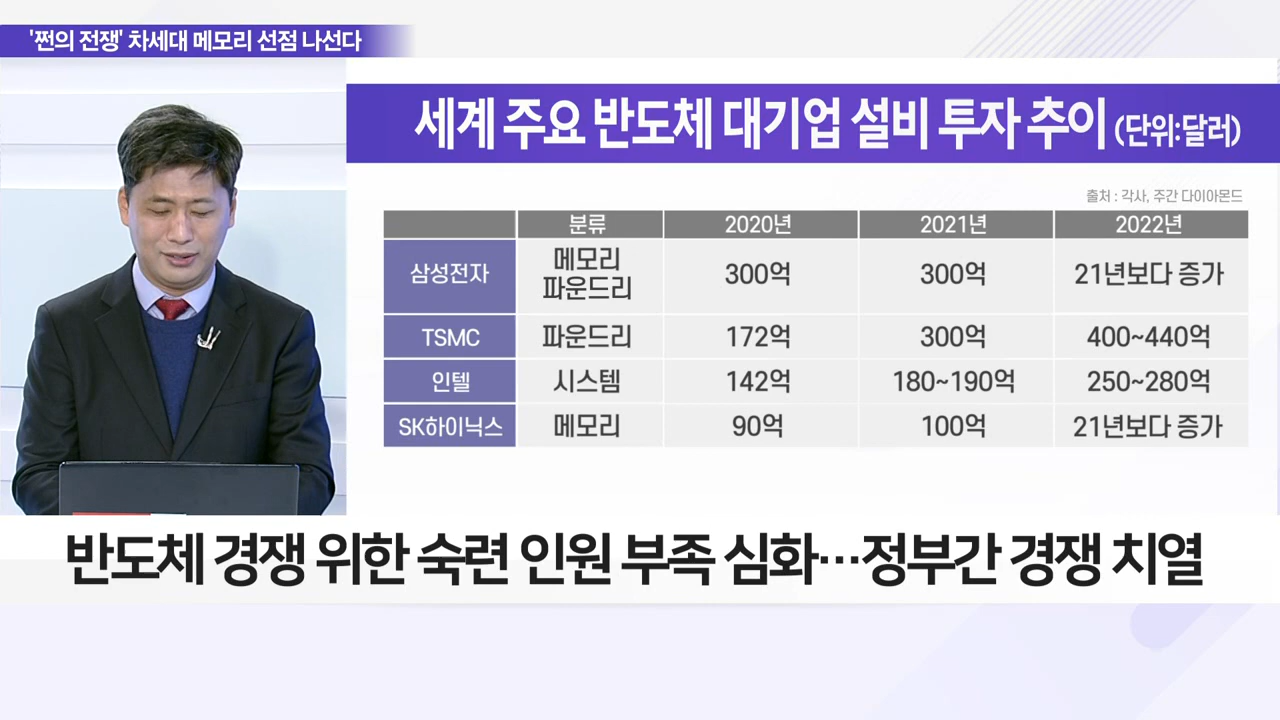 '쩐의 전쟁' 차세대 메모리 선점 나선다
세계 주요 반도체 대기업 설비 투자 추이 (단위:달러)
출처 : 각사, 주간 다이아몬드
분류 2020년 2021년 2022년
삼성전자 메모리 파운드리 300억 300억 21년보다 증가
TSMC 파운드리 172억 300억 400~440억
인텔 시스템 142억 180~190억 250~280억
SK하이닉스 메모리 90억 100억 21년보다 증가
반도체 경쟁 위한 숙련 인원 부족 심화…정부간 경쟁 치열